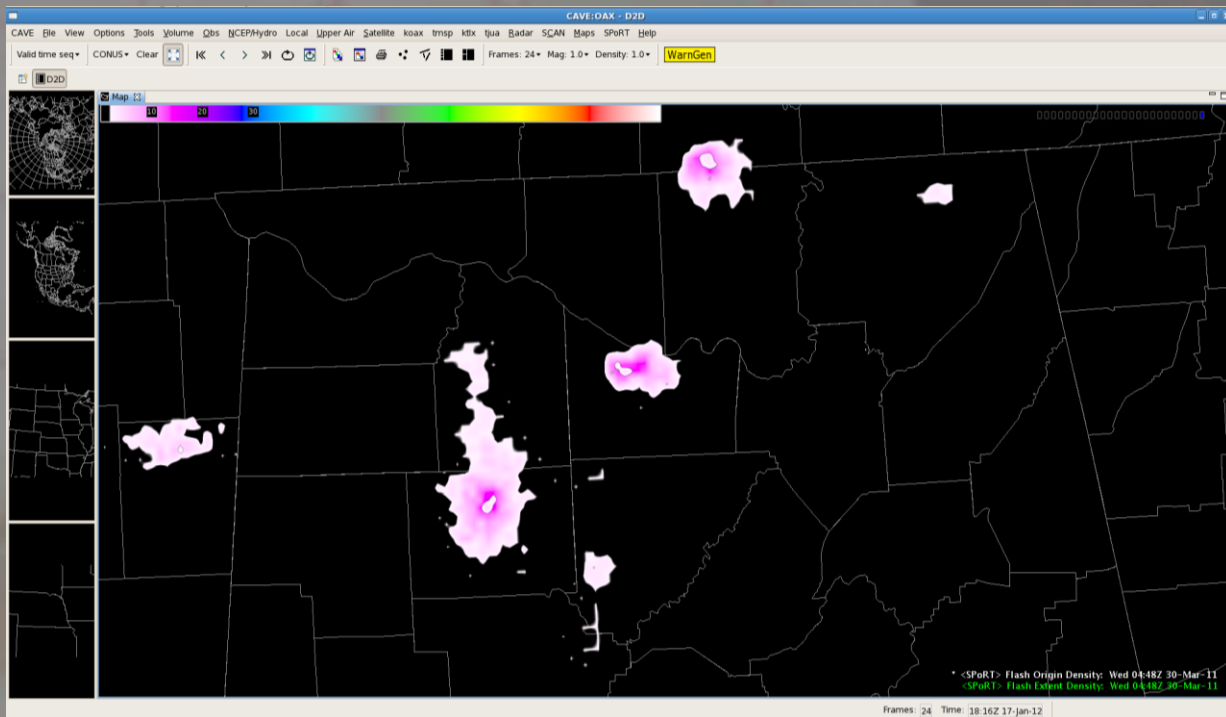 CAVE:OAX - D2D
CAVE File View Options Tools Volume Obs NCEP/Hydro Local Upper Air Satellite koax tmsp ktlx tjua Radar SCAN Maps SPoRT Help
Valid time seq CONUS Clear Frames: 24 Mag: 1.0 Density: 1.0 WarnGen
D2D
Map
10 20 30
* <SPoRT> Flash Origin Density: Wed 04:48Z 30-Mar-11
<SPoRT> Flash Extent Density: Wed 04:48Z 30-Mar-11
Frames: 24 Time: 18:16Z 17-Jan-12